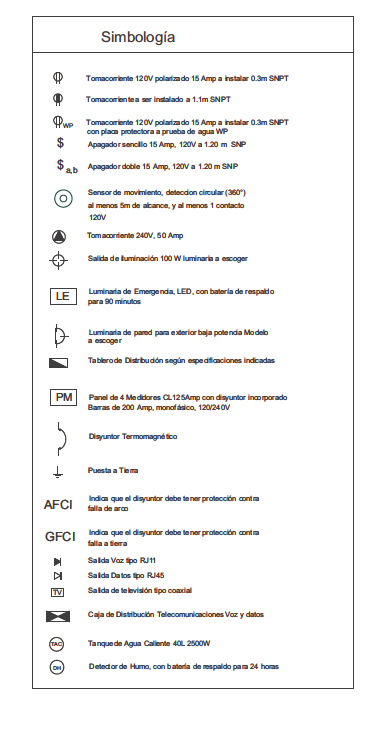 Simbología
Tomacorriente 120V polarizado 15 Amp a instalar 0.3m SNPT
Tomacorriente a ser instalado a 1.1m SNPT
WP Tomacorriente 120V polarizado 15 Amp a instalar 0.3m SNPT
con placa protectora a prueba de agua WP
$ Apagador sencillo 15 Amp, 120V a 1.20 m SNP
$ a,b Apagador doble 15 Amp, 120V a 1.20 m SNP
Sensor de movimiento, deteccion circular (360°)
al menos 5m de alcance, y al menos 1 contacto
120V
Tomacorriente 240V, 50 Amp
Salida de iluminación 100 W luminaria a escoger
LE Luminaria de Emergencia, LED, con batería de respaldo
para 90 minutos
Luminaria de pared para exterior baja potencia Modelo
a escoger
Tablero de Distribución según especificaciones indicadas
PM Panel de 4 Medidores CL125Amp con disyuntor incorporado
Barras de 200 Amp, monofásico, 120/240V
Disyuntor Termomagnético
Puesta a Tierra
AFCI Indica que el disyuntor debe tener protección contra
falla de arco
GFCI Indica que el disyuntor debe tener protección contra
falla a tierra
Salida Voz tipo RJ11
Salida Datos tipo RJ45
TV Salida de televisión tipo coaxial
Caja de Distribución Telecomunicaciones Voz y datos
TAC Tanque de Agua Caliente 40L 2500W
DH Detector de Humo, con batería de respaldo para 24 horas